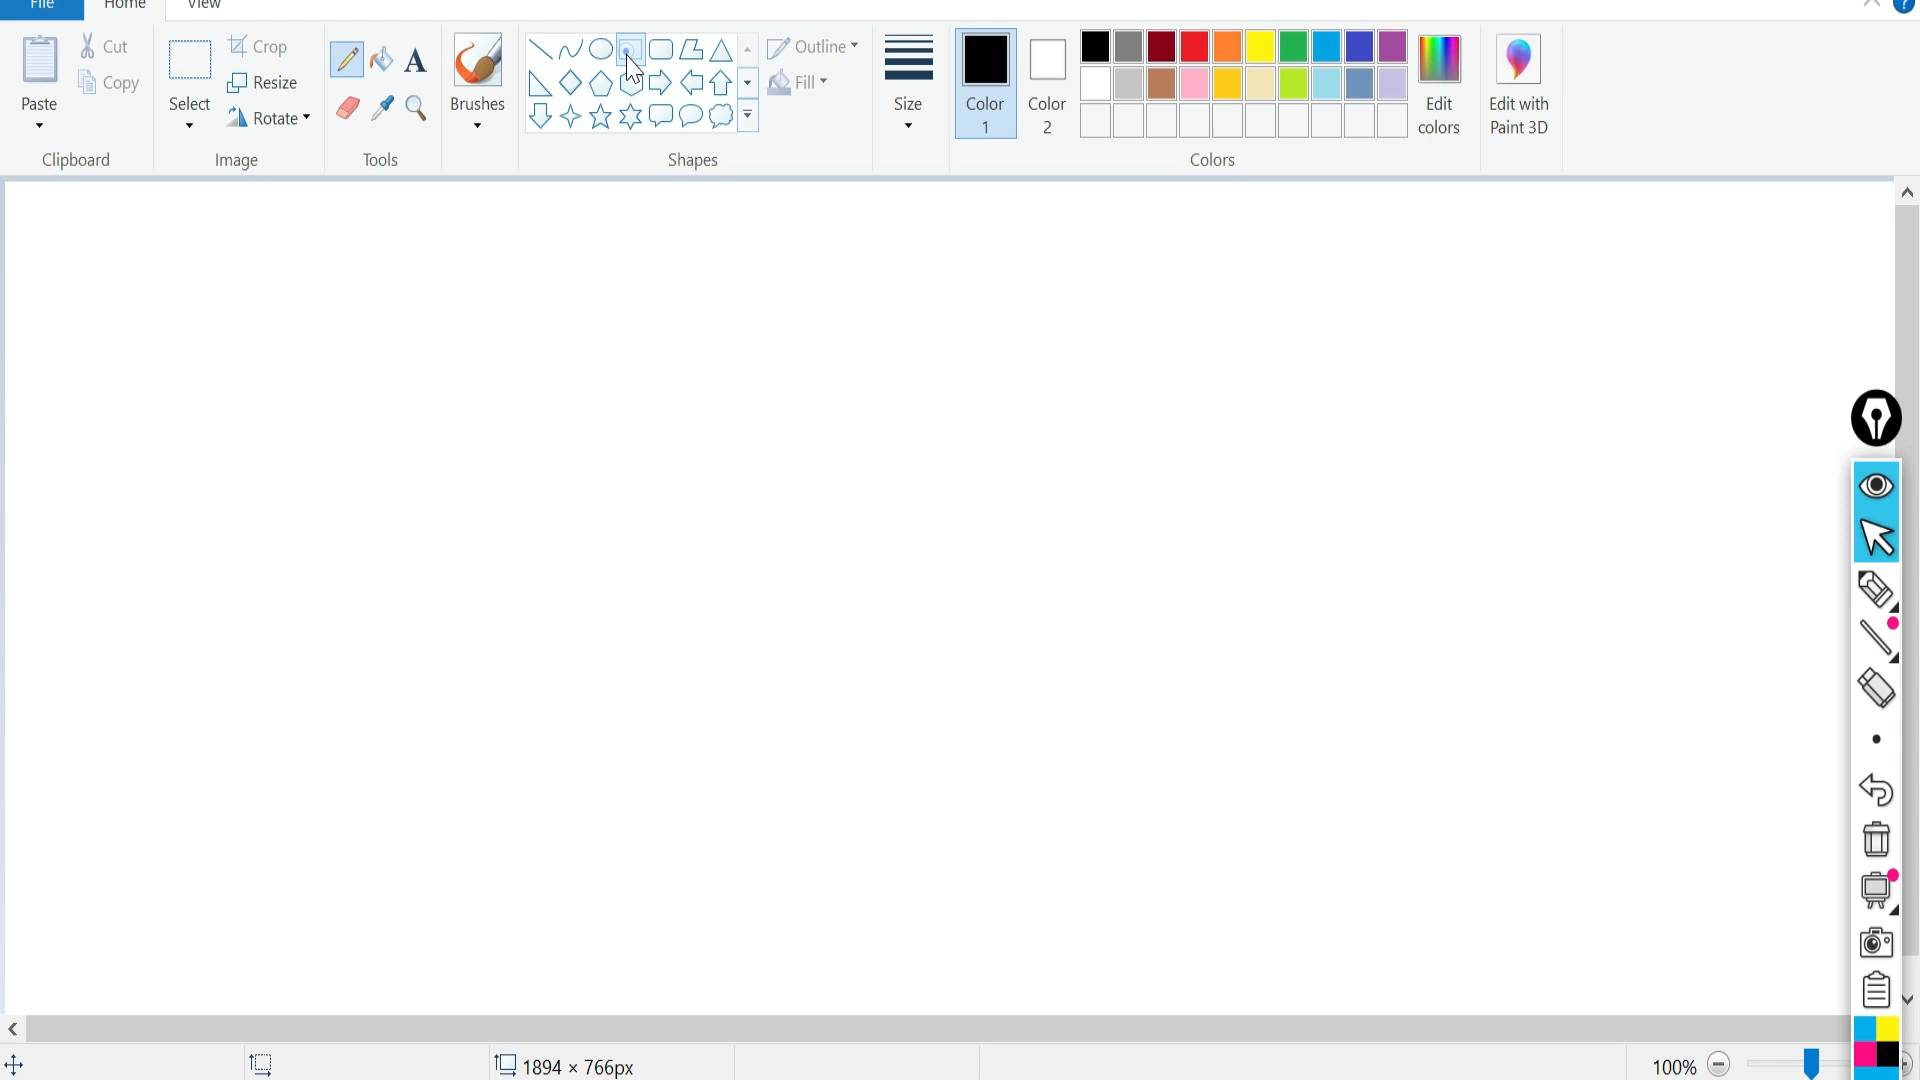 File Home View
Cut
Copy
Paste
Clipboard
Select
Crop
Resize
Rotate
Image
A
Tools
Brushes
Outline
Fill
Shapes
Size
Color
1
Color
2
Edit
colors
Colors
Edit with
Paint 3D
?
1894 × 766px
100%